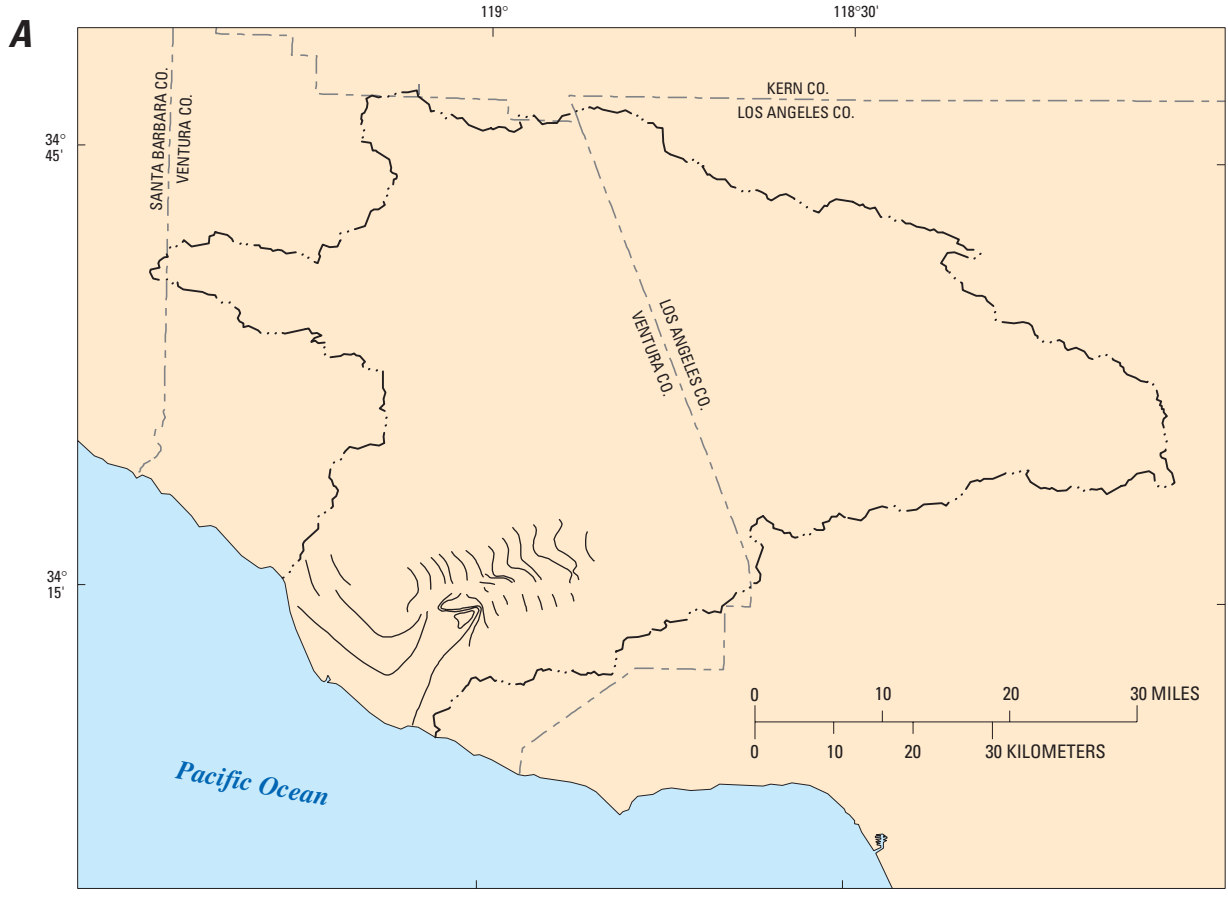 A
119°
118°30'
SANTA BARBARA CO.
VENTURA CO.
KERN CO.
LOS ANGELES CO.
34°
45'
LOS ANGELES CO.
VENTURA CO.
34°
15'
0 10 20 30 MILES
0 10 20 30 KILOMETERS
Pacific Ocean